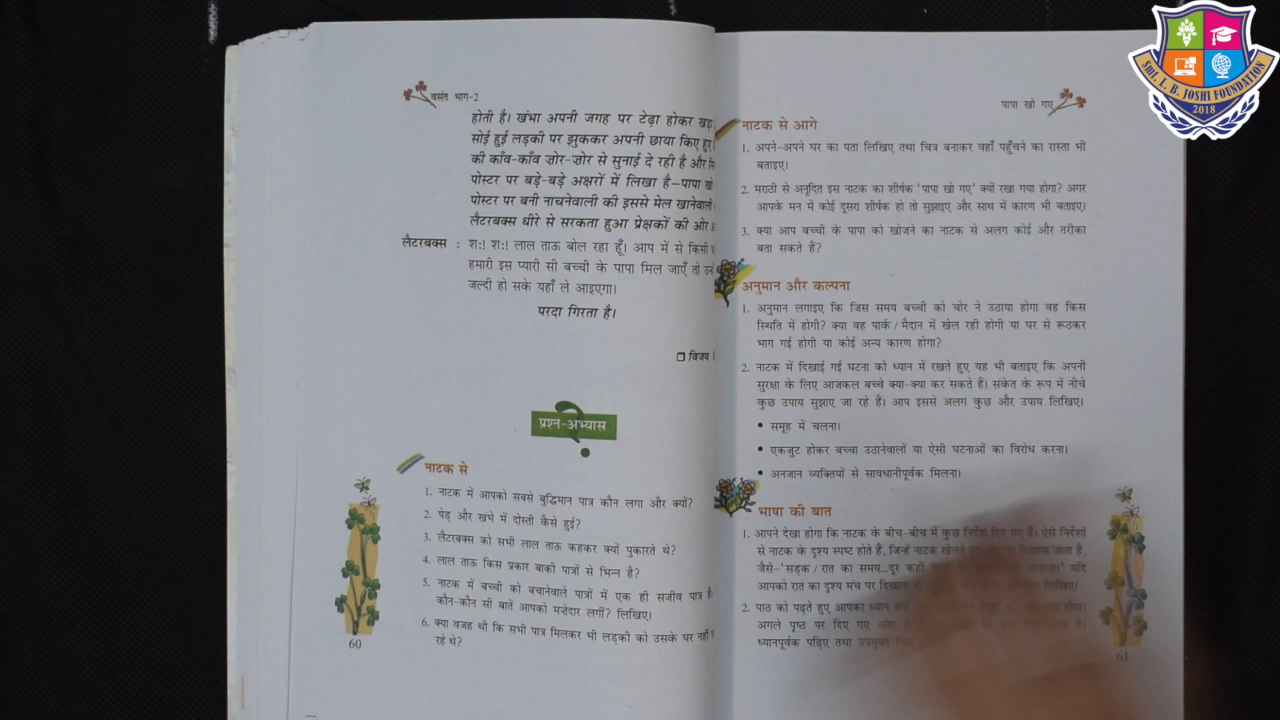 वसंत भाग-2
होती है। खंभा अपनी जगह पर टेढ़ा होकर खड़ा
सोई हुई लड़की पर झुककर अपनी छाया किए हुए
की काँव-काँव ज़ोर-ज़ोर से सुनाई दे रही है और
पोस्टर पर बड़े-बड़े अक्षरों में लिखा है–पापा खो
पोस्टर पर बनी नाचनेवाली की इससे मेल खानेवाली
लैटरबक्स धीरे से सरकता हुआ प्रेक्षकों की ओर
लैटरबक्स : श:! श:! लाल ताऊ बोल रहा हूँ। आप में से किसी
हमारी इस प्यारी सी बच्ची के पापा मिल जाएँ तो
जल्दी हो सके यहाँ ले आइएगा।
परदा गिरता है।
❒ विजय
प्रश्न-अभ्यास
?
नाटक से
1. नाटक में आपको सबसे बुद्धिमान पात्र कौन लगा और क्यों?
2. पेड़ और खंभे में दोस्ती कैसे हुई?
3. लैटरबक्स को सभी लाल ताऊ कहकर क्यों पुकारते थे?
4. लाल ताऊ किस प्रकार बाकी पात्रों से भिन्न है?
5. नाटक में बच्ची को बचानेवाले पात्रों में एक ही सजीव पात्र है।
कौन-कौन सी बातें आपको मज़ेदार लगीं? लिखिए।
6. क्या वजह थी कि सभी पात्र मिलकर भी लड़की को उसके घर नहीं
रहे थे?
60
पापा खो गए
नाटक से आगे
1. अपने-अपने घर का पता लिखिए तथा चित्र बनाकर वहाँ पहुँचने का रास्ता भी
बताइए।
2. मराठी से अनूदित इस नाटक का शीर्षक 'पापा खो गए' क्यों रखा गया होगा? अगर
आपके मन में कोई दूसरा शीर्षक हो तो सुझाइए और साथ में कारण भी बताइए।
3. क्या आप बच्ची के पापा को खोजने का नाटक से अलग कोई और तरीका
बता सकते हैं?
अनुमान और कल्पना
1. अनुमान लगाइए कि जिस समय बच्ची को चोर ने उठाया होगा वह किस
स्थिति में होगी? क्या वह पार्क / मैदान में खेल रही होगी या घर से रूठकर
भाग गई होगी या कोई अन्य कारण होगा?
2. नाटक में दिखाई गई घटना को ध्यान में रखते हुए यह भी बताइए कि अपनी
सुरक्षा के लिए आजकल बच्चे क्या-क्या कर सकते हैं। संकेत के रूप में नीचे
कुछ उपाय सुझाए जा रहे हैं। आप इससे अलग कुछ और उपाय लिखिए।
• समूह में चलना।
• एकजुट होकर बच्चा उठानेवालों या ऐसी घटनाओं का विरोध करना।
• अनजान व्यक्तियों से सावधानीपूर्वक मिलना।
भाषा की बात
1. आपने देखा होगा कि नाटक के बीच-बीच में कुछ निर्देश दिए गए हैं। ऐसे निर्देशों
से नाटक के दृश्य स्पष्ट होते हैं, जिन्हें नाटक खेलते दिखाया जाता है,
जैसे–'सड़क / रात का समय...दूर कहीं यदि
आपको रात का दृश्य मंच पर दिखाना लिखिए।
2. पाठ को पढ़ते हुए आपका ध्यान कई होगा।
अगले पृष्ठ पर दिए गए अंश है।
ध्यानपूर्वक पढ़िए तथा उपयुक्त
61
Smt. L. B. JOSHI FOUNDATION
2018